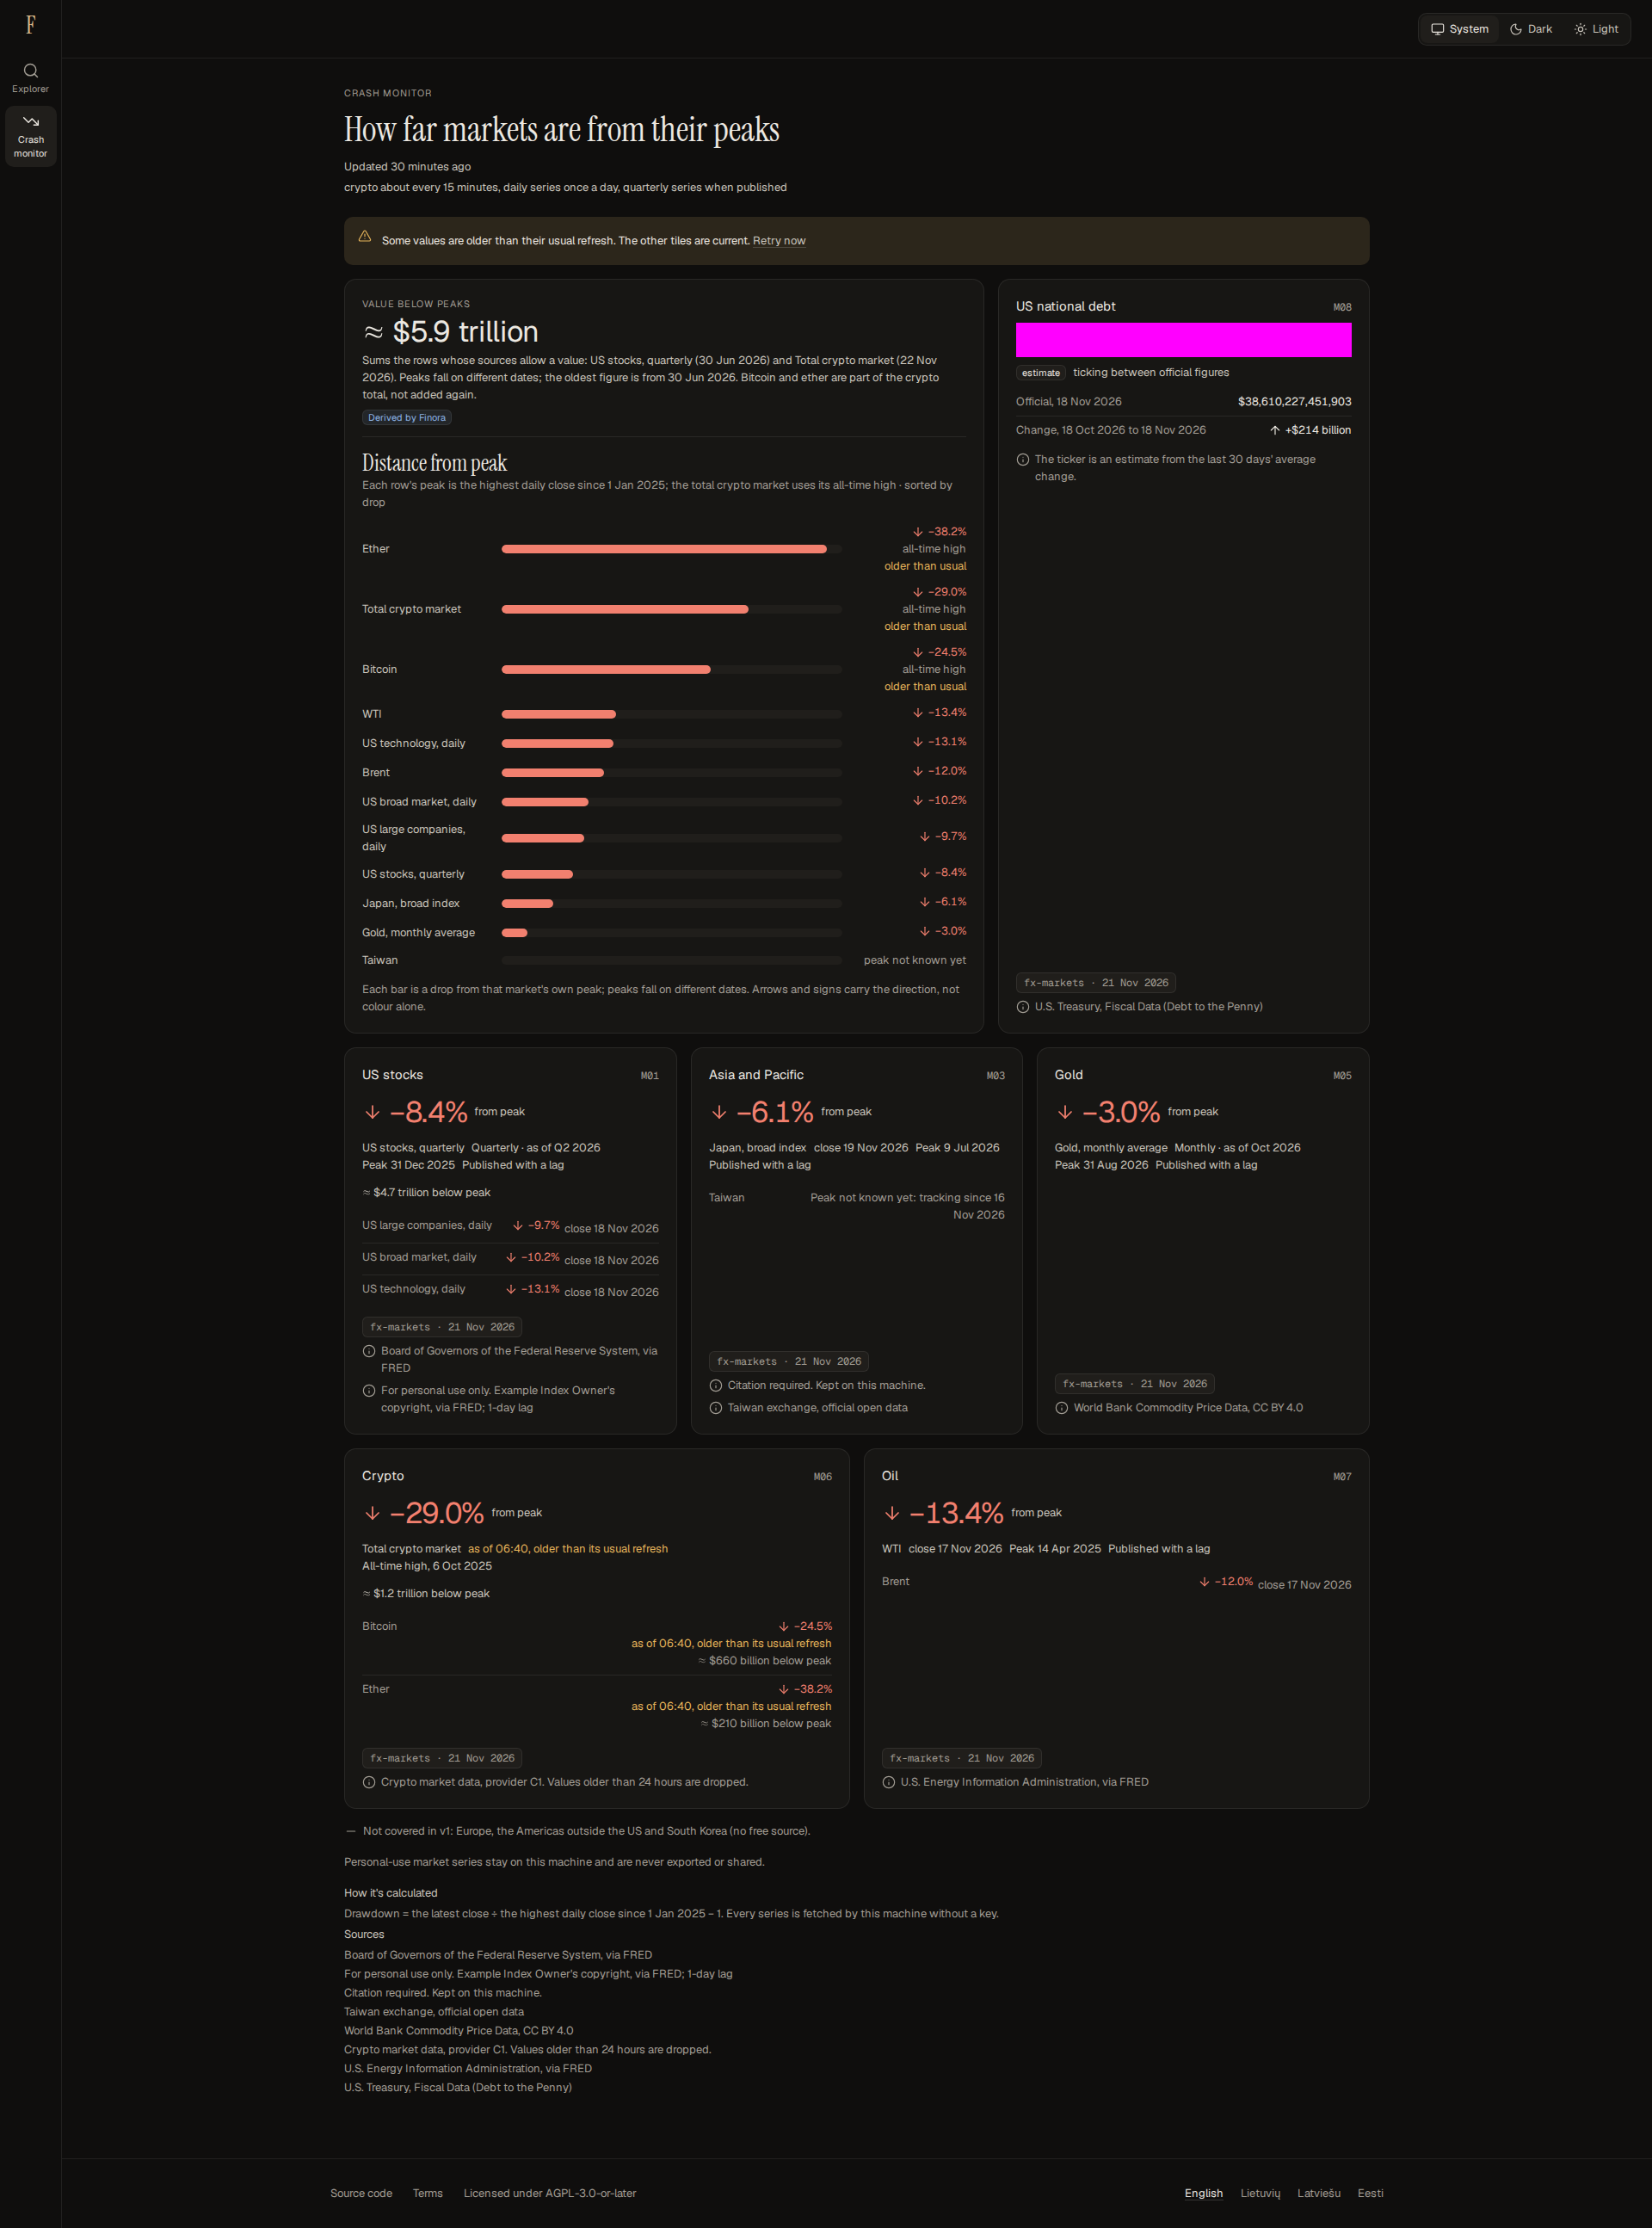 F
Explorer
Crash
monitor
System
Dark
Light
CRASH MONITOR
How far markets are from their peaks
Updated 30 minutes ago
crypto about every 15 minutes, daily series once a day, quarterly series when published
Some values are older than their usual refresh. The other tiles are current. Retry now
VALUE BELOW PEAKS
≈ $5.9 trillion
Sums the rows whose sources allow a value: US stocks, quarterly (30 Jun 2026) and Total crypto market (22 Nov
2026). Peaks fall on different dates; the oldest figure is from 30 Jun 2026. Bitcoin and ether are part of the crypto
total, not added again.
Derived by Finora
Distance from peak
Each row's peak is the highest daily close since 1 Jan 2025; the total crypto market uses its all-time high · sorted by
drop
Ether
↓ −38.2%
all-time high
older than usual
Total crypto market
↓ −29.0%
all-time high
older than usual
Bitcoin
↓ −24.5%
all-time high
older than usual
WTI ↓ −13.4%
US technology, daily ↓ −13.1%
Brent ↓ −12.0%
US broad market, daily ↓ −10.2%
US large companies,
daily
↓ −9.7%
US stocks, quarterly ↓ −8.4%
Japan, broad index ↓ −6.1%
Gold, monthly average ↓ −3.0%
Taiwan peak not known yet
Each bar is a drop from that market's own peak; peaks fall on different dates. Arrows and signs carry the direction, not
colour alone.
US national debt M08
estimate ticking between official figures
Official, 18 Nov 2026 $38,610,227,451,903
Change, 18 Oct 2026 to 18 Nov 2026 ↑ +$214 billion
The ticker is an estimate from the last 30 days' average
change.
fx-markets · 21 Nov 2026
U.S. Treasury, Fiscal Data (Debt to the Penny)
US stocks M01
↓ −8.4% from peak
US stocks, quarterly Quarterly · as of Q2 2026
Peak 31 Dec 2025 Published with a lag
≈ $4.7 trillion below peak
US large companies, daily ↓ −9.7% close 18 Nov 2026
US broad market, daily ↓ −10.2% close 18 Nov 2026
US technology, daily ↓ −13.1% close 18 Nov 2026
fx-markets · 21 Nov 2026
Board of Governors of the Federal Reserve System, via
FRED
For personal use only. Example Index Owner's
copyright, via FRED; 1-day lag
Asia and Pacific M03
↓ −6.1% from peak
Japan, broad index close 19 Nov 2026 Peak 9 Jul 2026
Published with a lag
Taiwan Peak not known yet: tracking since 16
Nov 2026
fx-markets · 21 Nov 2026
Citation required. Kept on this machine.
Taiwan exchange, official open data
Gold M05
↓ −3.0% from peak
Gold, monthly average Monthly · as of Oct 2026
Peak 31 Aug 2026 Published with a lag
fx-markets · 21 Nov 2026
World Bank Commodity Price Data, CC BY 4.0
Crypto M06
↓ −29.0% from peak
Total crypto market as of 06:40, older than its usual refresh
All-time high, 6 Oct 2025
≈ $1.2 trillion below peak
Bitcoin ↓ −24.5%
as of 06:40, older than its usual refresh
≈ $660 billion below peak
Ether ↓ −38.2%
as of 06:40, older than its usual refresh
≈ $210 billion below peak
fx-markets · 21 Nov 2026
Crypto market data, provider C1. Values older than 24 hours are dropped.
Oil M07
↓ −13.4% from peak
WTI close 17 Nov 2026 Peak 14 Apr 2025 Published with a lag
Brent ↓ −12.0% close 17 Nov 2026
fx-markets · 21 Nov 2026
U.S. Energy Information Administration, via FRED
— Not covered in v1: Europe, the Americas outside the US and South Korea (no free source).
Personal-use market series stay on this machine and are never exported or shared.
How it's calculated
Drawdown = the latest close ÷ the highest daily close since 1 Jan 2025 − 1. Every series is fetched by this machine without a key.
Sources
Board of Governors of the Federal Reserve System, via FRED
For personal use only. Example Index Owner's copyright, via FRED; 1-day lag
Citation required. Kept on this machine.
Taiwan exchange, official open data
World Bank Commodity Price Data, CC BY 4.0
Crypto market data, provider C1. Values older than 24 hours are dropped.
U.S. Energy Information Administration, via FRED
U.S. Treasury, Fiscal Data (Debt to the Penny)
Source code Terms Licensed under AGPL-3.0-or-later
English Lietuvių Latviešu Eesti